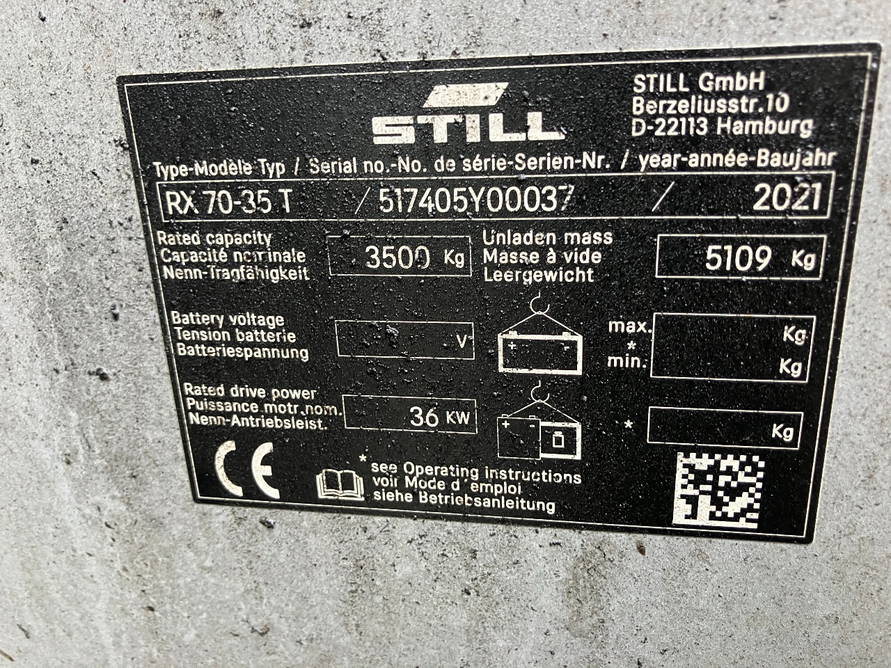 STILL
STILL GmbH
Berzeliusstr.10
D-22113 Hamburg
Type-Modèle Typ / Serial no.-No. de série-Serien-Nr. / year-année-Baujahr
RX 70-35 T / 517405Y00037 / 2021
Rated capacity
Capacité nominale
Nenn-Tragfähigkeit
3500 Kg
Unladen mass
Masse à vide
Leergewicht
5109 Kg
Battery voltage
Tension batterie
Batteriespannung
V
+ -
max.
*
min.
Kg
Kg
Rated drive power
Puissance motr.nom.
Nenn-Antriebsleist.
36 KW
+ -
* Kg
CE
* see Operating instructions
voir Mode d'emploi
siehe Betriebsanleitung